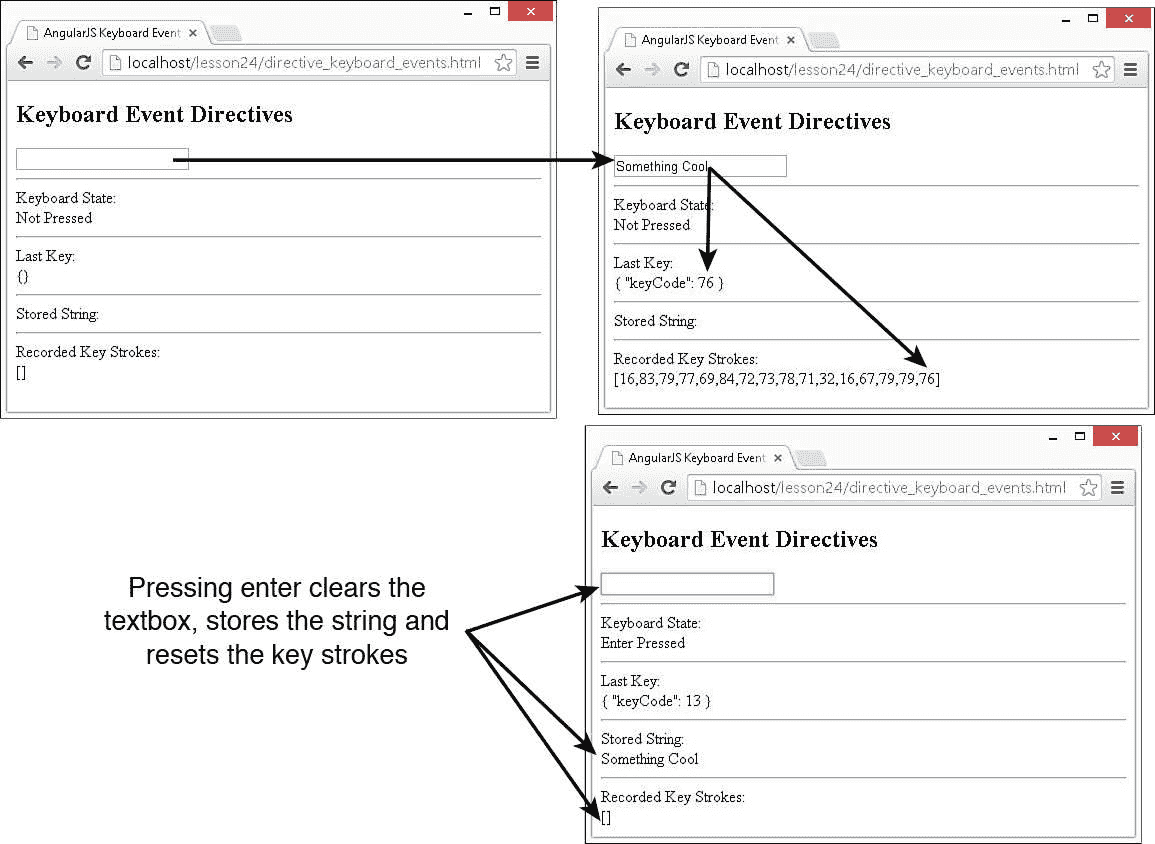 AngularJS Keyboard Event
localhost/lesson24/directive_keyboard_events.html
Keyboard Event Directives
Keyboard State:
Not Pressed
Last Key:
{}
Stored String:
Recorded Key Strokes:
[]
AngularJS Keyboard Event
localhost/lesson24/directive_keyboard_events.html
Keyboard Event Directives
Something Cool
Keyboard State:
Not Pressed
Last Key:
{ "keyCode": 76 }
Stored String:
Recorded Key Strokes:
[16,83,79,77,69,84,72,73,78,71,32,16,67,79,79,76]
Pressing enter clears the
textbox, stores the string and
resets the key strokes
AngularJS Keyboard Event
localhost/lesson24/directive_keyboard_events.html
Keyboard Event Directives
Keyboard State:
Enter Pressed
Last Key:
{ "keyCode": 13 }
Stored String:
Something Cool
Recorded Key Strokes:
[]